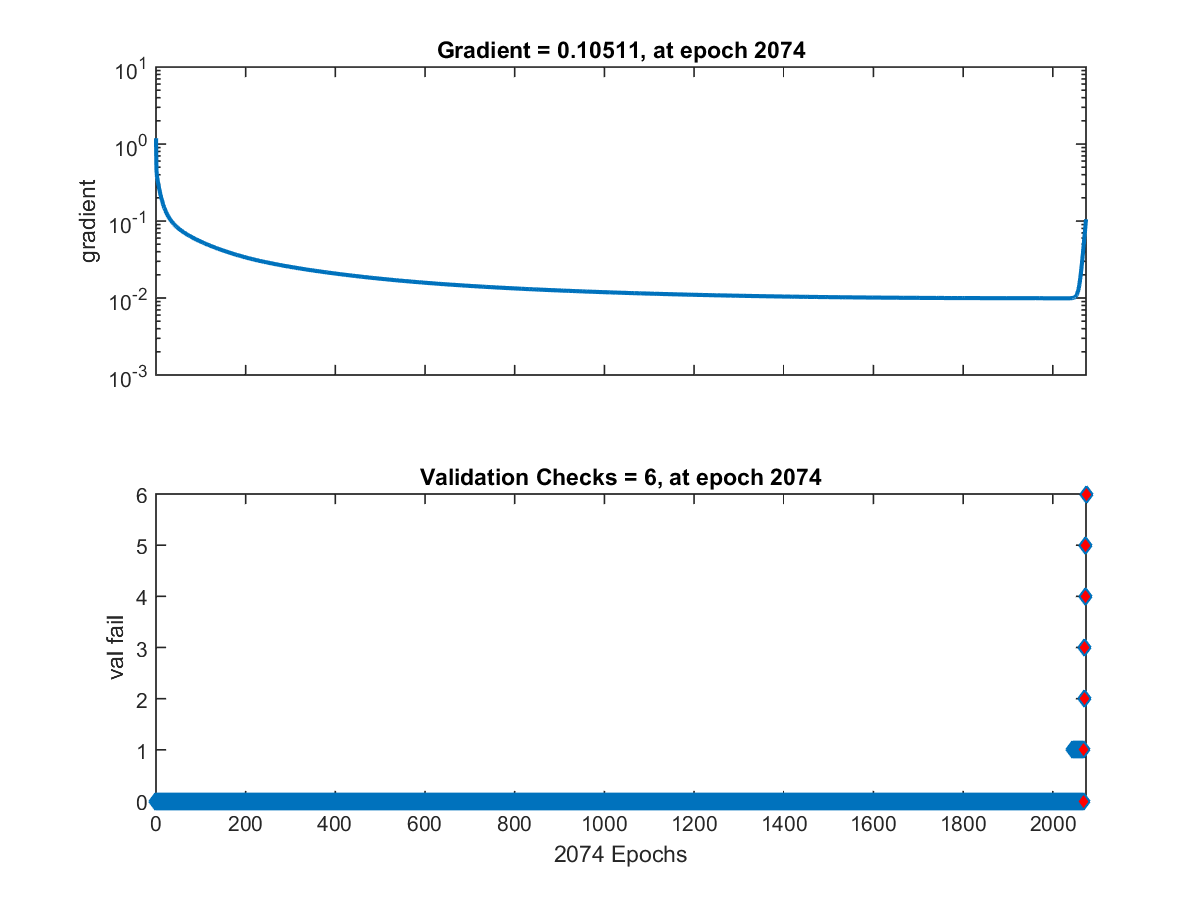 Gradient = 0.10511, at epoch 2074
10^1
10^0
10^-1
10^-2
10^-3
gradient
Validation Checks = 6, at epoch 2074
6
5
4
3
2
1
0
val fail
0 200 400 600 800 1000 1200 1400 1600 1800 2000
2074 Epochs